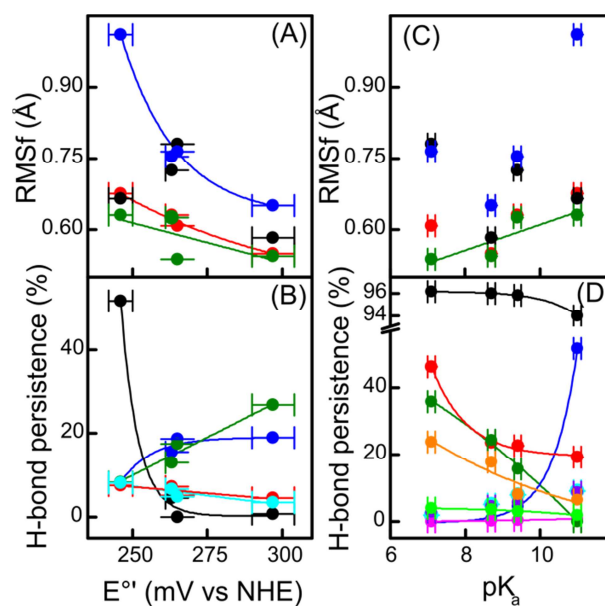 (A)
(C)
RMSf (Å)
0.90
0.75
0.60
RMSf (Å)
0.90
0.75
0.60
(B)
(D)
H-bond persistence (%)
40
20
0
H-bond persistence (%)
96
94
40
20
0
250 275 300
E°' (mV vs NHE)
6 8 10
pKa